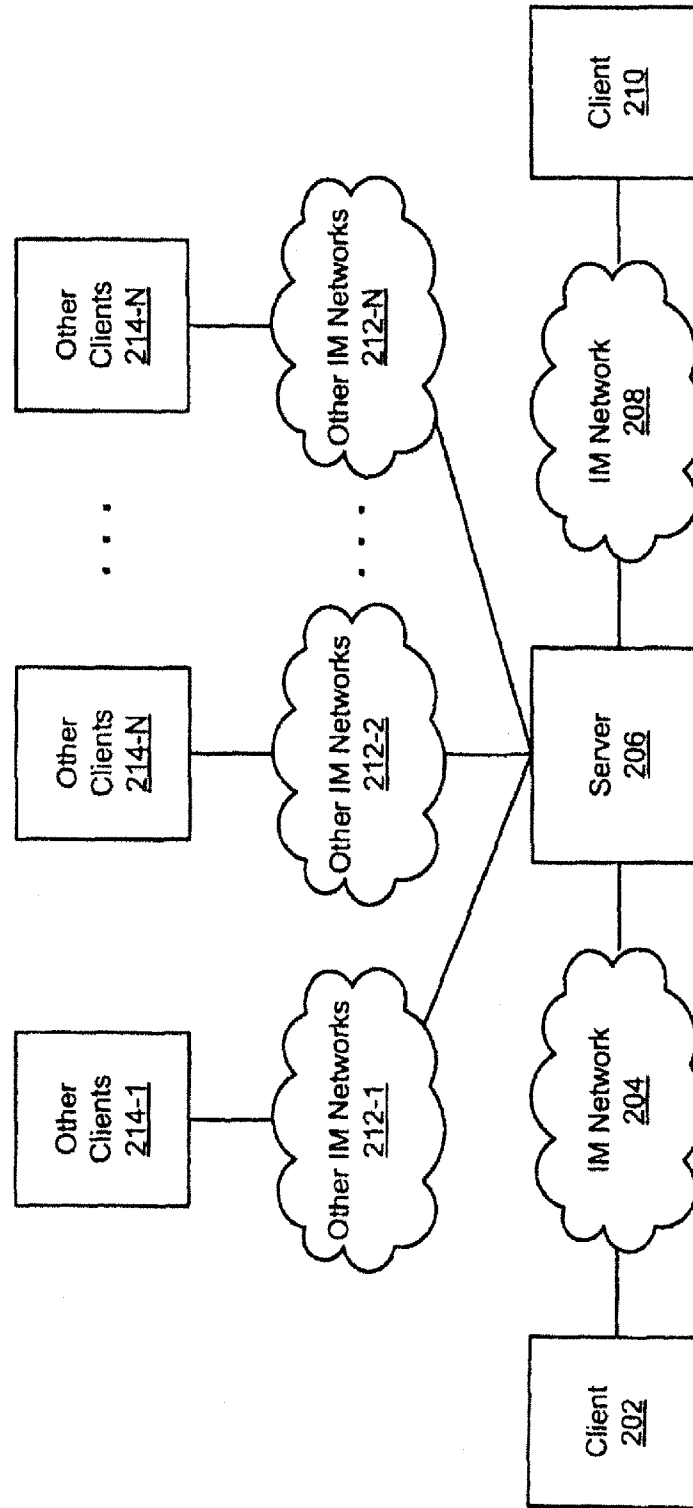 Other
Clients
214-1
Other
Clients
214-N
. . .
Other
Clients
214-N
Other IM Networks
212-1
Other IM Networks
212-2
. . .
Other IM Networks
212-N
Client
202
IM Network
204
Server
206
IM Network
208
Client
210